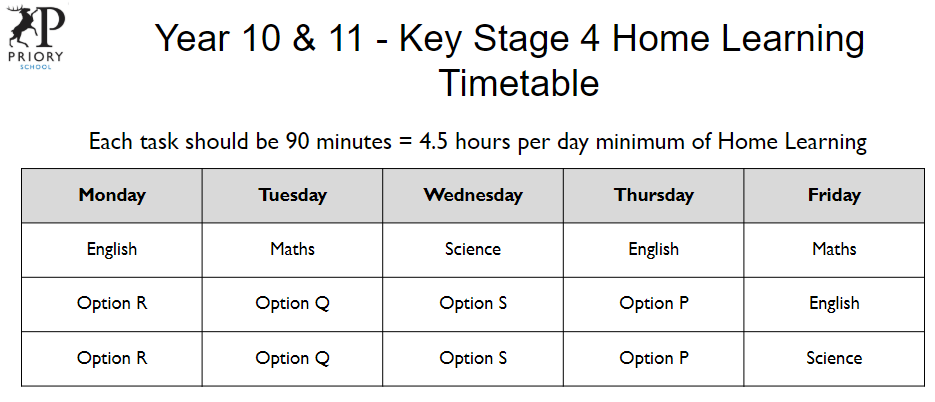 PRIORY
SCHOOL
Year 10 & 11 - Key Stage 4 Home Learning
Timetable
Each task should be 90 minutes = 4.5 hours per day minimum of Home Learning
Monday Tuesday Wednesday Thursday Friday
English Maths Science English Maths
Option R Option Q Option S Option P English
Option R Option Q Option S Option P Science